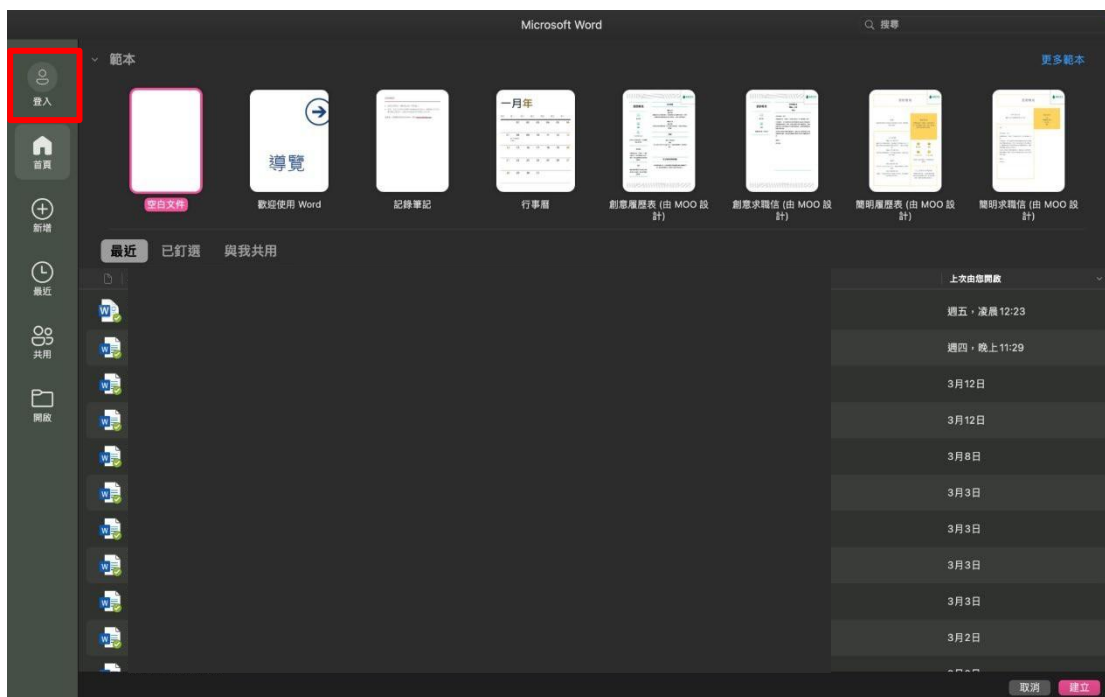 Microsoft Word
搜尋
登入
首頁
新增
最近
共用
開啟
範本
更多範本
導覽
一月年
空白文件
歡迎使用 Word
記錄筆記
行事曆
創意履歷表 (由 MOO 設
計)
創意求職信 (由 MOO 設
計)
簡明履歷表 (由 MOO 設
計)
簡明求職信 (由 MOO 設
計)
最近 已釘選 與我共用
上次由您開啟
週五，凌晨12:23
週四，晚上11:29
3月12日
3月12日
3月8日
3月3日
3月3日
3月3日
3月3日
3月2日
取消 建立